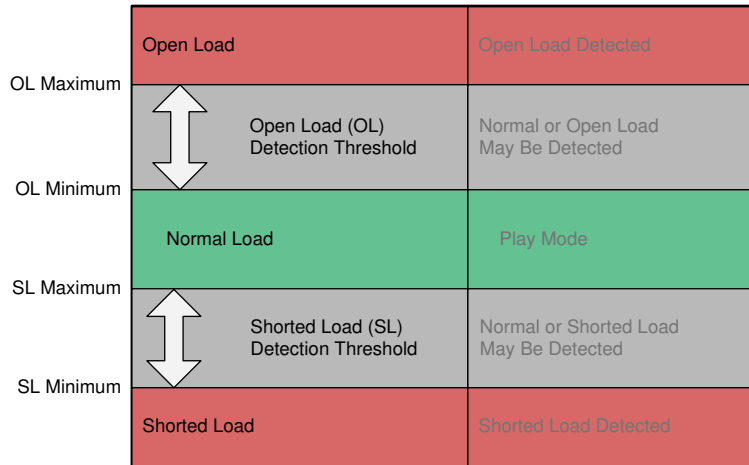 Open Load
Open Load Detected
OL Maximum
Open Load (OL)
Detection Threshold
Normal or Open Load
May Be Detected
OL Minimum
Normal Load
Play Mode
SL Maximum
Shorted Load (SL)
Detection Threshold
Normal or Shorted Load
May Be Detected
SL Minimum
Shorted Load
Shorted Load Detected